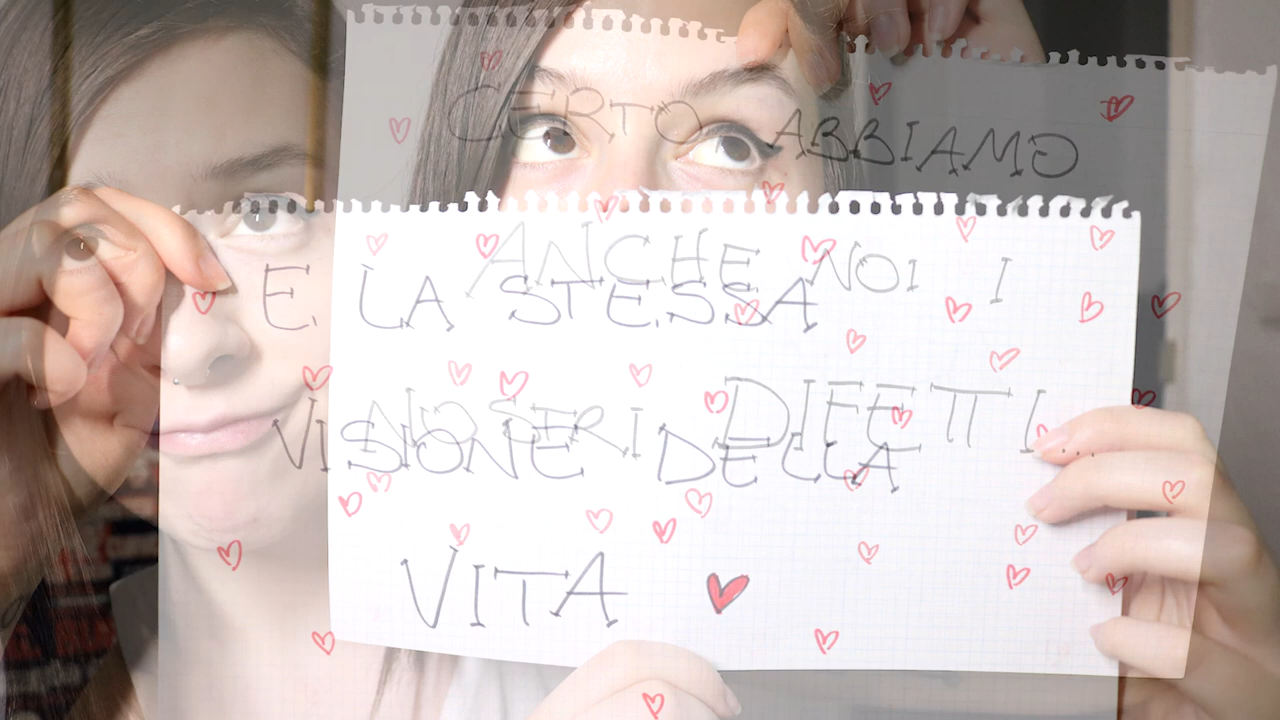 CERTO ABBIAMO
ANCHE NOI I
NOSTRI DIFETTI...
E LA STESSA
VISIONE DELLA
VITA